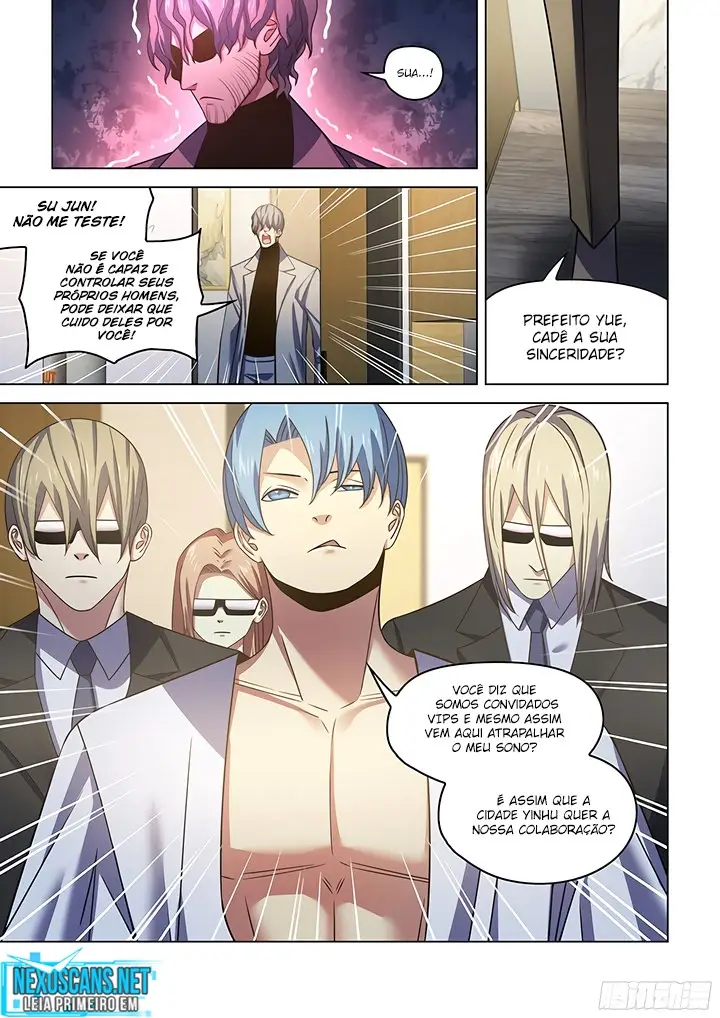 SUA...!
PREFEITO YUE,
CADÊ A SUA
SINCERIDADE?
SU JUN!
NÃO ME TESTE!
SE VOCÊ
NÃO É CAPAZ DE
CONTROLAR SEUS
PRÓPRIOS HOMENS,
PODE DEIXAR QUE
CUIDO DELES POR
VOCÊ!
VOCÊ DIZ QUE
SOMOS CONVIDADOS
VIPS E MESMO ASSIM
VEM AQUI ATRAPALHAR
O MEU SONO?
É ASSIM QUE A
CIDADE YINHU QUER A
NOSSA COLABORAÇÃO?
NEXUSCANS.NET
LEIA PRIMEIRO EM